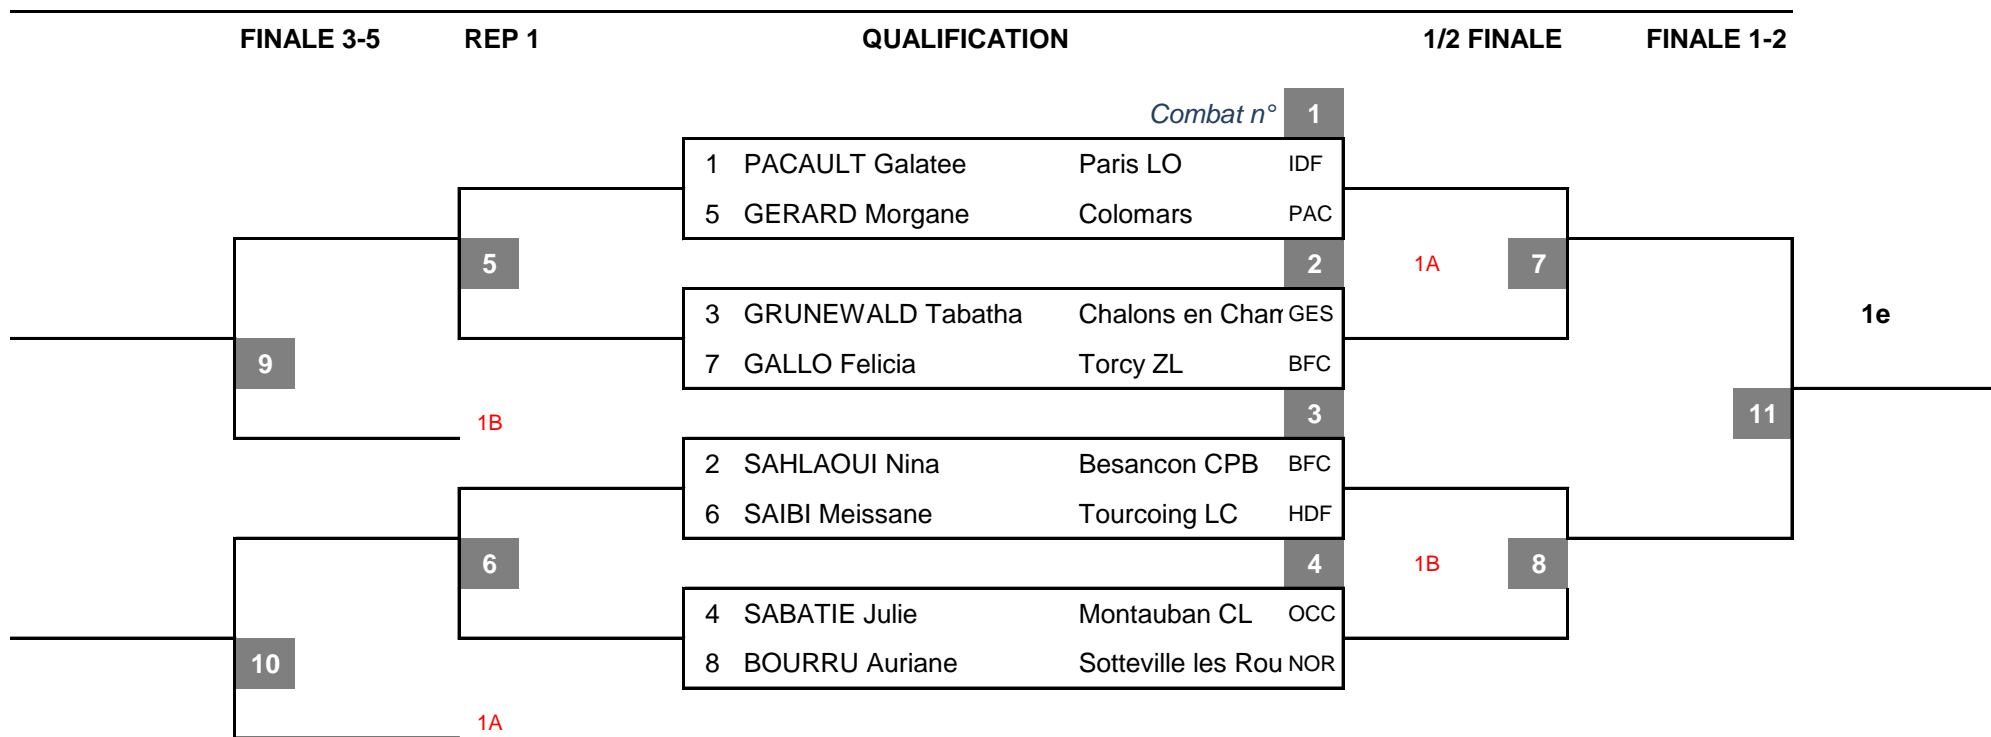 FINALE 3-5 REP 1 QUALIFICATION 1/2 FINALE FINALE 1-2
Combat n° 1
1 PACAULT Galatee Paris LO IDF
5 GERARD Morgane Colomars PAC
5 2 1A 7
3 GRUNEWALD Tabatha Chalons en Cham GES 1e
9 7 GALLO Felicia Torcy ZL BFC
1B 3 11
2 SAHLAOUI Nina Besancon CPB BFC
6 SAIBI Meissane Tourcoing LC HDF
6 4 1B 8
4 SABATIE Julie Montauban CL OCC
10 8 BOURRU Auriane Sotteville les Rou NOR
1A